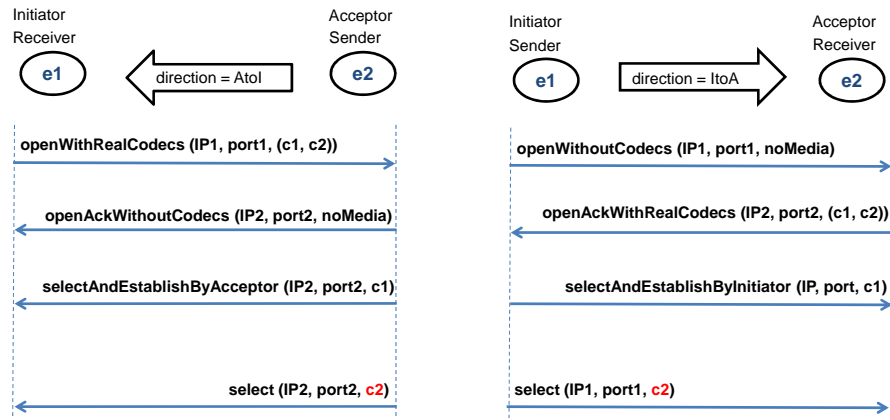 Initiator
Receiver
Acceptor
Sender
e1
direction = AtoI
e2
openWithRealCodecs (IP1, port1, (c1, c2))
openAckWithoutCodecs (IP2, port2, noMedia)
selectAndEstablishByAcceptor (IP2, port2, c1)
select (IP2, port2, c2)
Initiator
Sender
Acceptor
Receiver
e1
direction = ItoA
e2
openWithoutCodecs (IP1, port1, noMedia)
openAckWithRealCodecs (IP2, port2, (c1, c2))
selectAndEstablishByInitiator (IP, port, c1)
select (IP1, port1, c2)